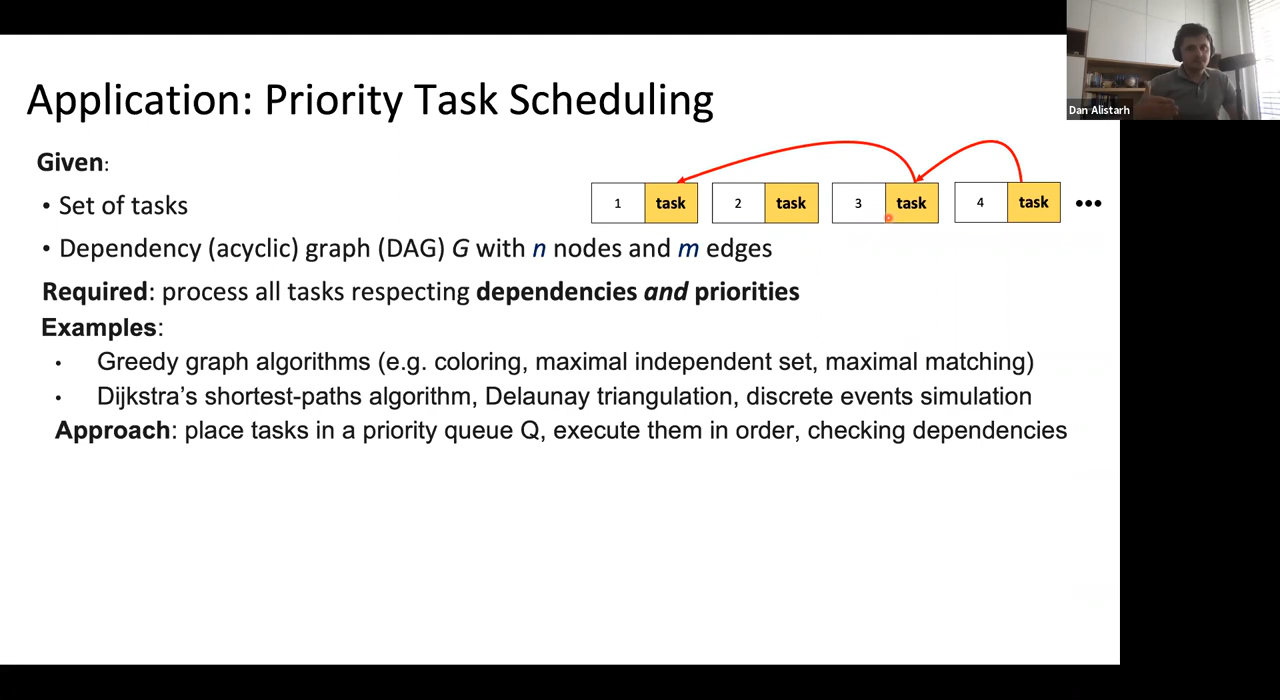 Application: Priority Task Scheduling
Dan Alistarh
Given:
1 task 2 task 3 task 4 task •••
• Set of tasks
• Dependency (acyclic) graph (DAG) G with n nodes and m edges
Required: process all tasks respecting dependencies and priorities
Examples:
• Greedy graph algorithms (e.g. coloring, maximal independent set, maximal matching)
• Dijkstra's shortest-paths algorithm, Delaunay triangulation, discrete events simulation
Approach: place tasks in a priority queue Q, execute them in order, checking dependencies